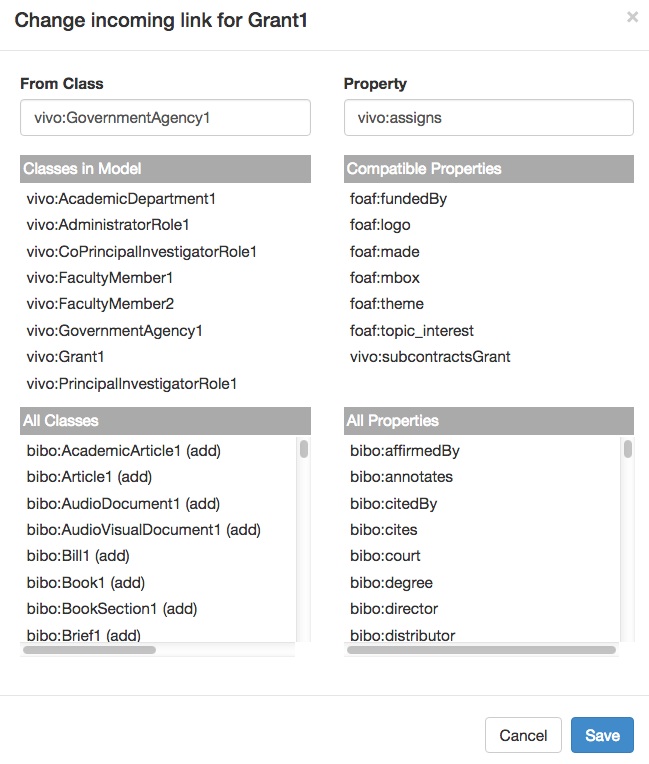 Change incoming link for Grant1
×
From Class
vivo:GovernmentAgency1
Classes in Model
vivo:AcademicDepartment1
vivo:AdministratorRole1
vivo:CoPrincipalInvestigatorRole1
vivo:FacultyMember1
vivo:FacultyMember2
vivo:GovernmentAgency1
vivo:Grant1
vivo:PrincipalInvestigatorRole1
All Classes
bibo:AcademicArticle1 (add)
bibo:Article1 (add)
bibo:AudioDocument1 (add)
bibo:AudioVisualDocument1 (add)
bibo:Bill1 (add)
bibo:Book1 (add)
bibo:BookSection1 (add)
bibo:Brief1 (add)
Property
vivo:assigns
Compatible Properties
foaf:fundedBy
foaf:logo
foaf:made
foaf:mbox
foaf:theme
foaf:topic_interest
vivo:subcontractsGrant
All Properties
bibo:affirmedBy
bibo:annotates
bibo:citedBy
bibo:cites
bibo:court
bibo:degree
bibo:director
bibo:distributor
Cancel
Save